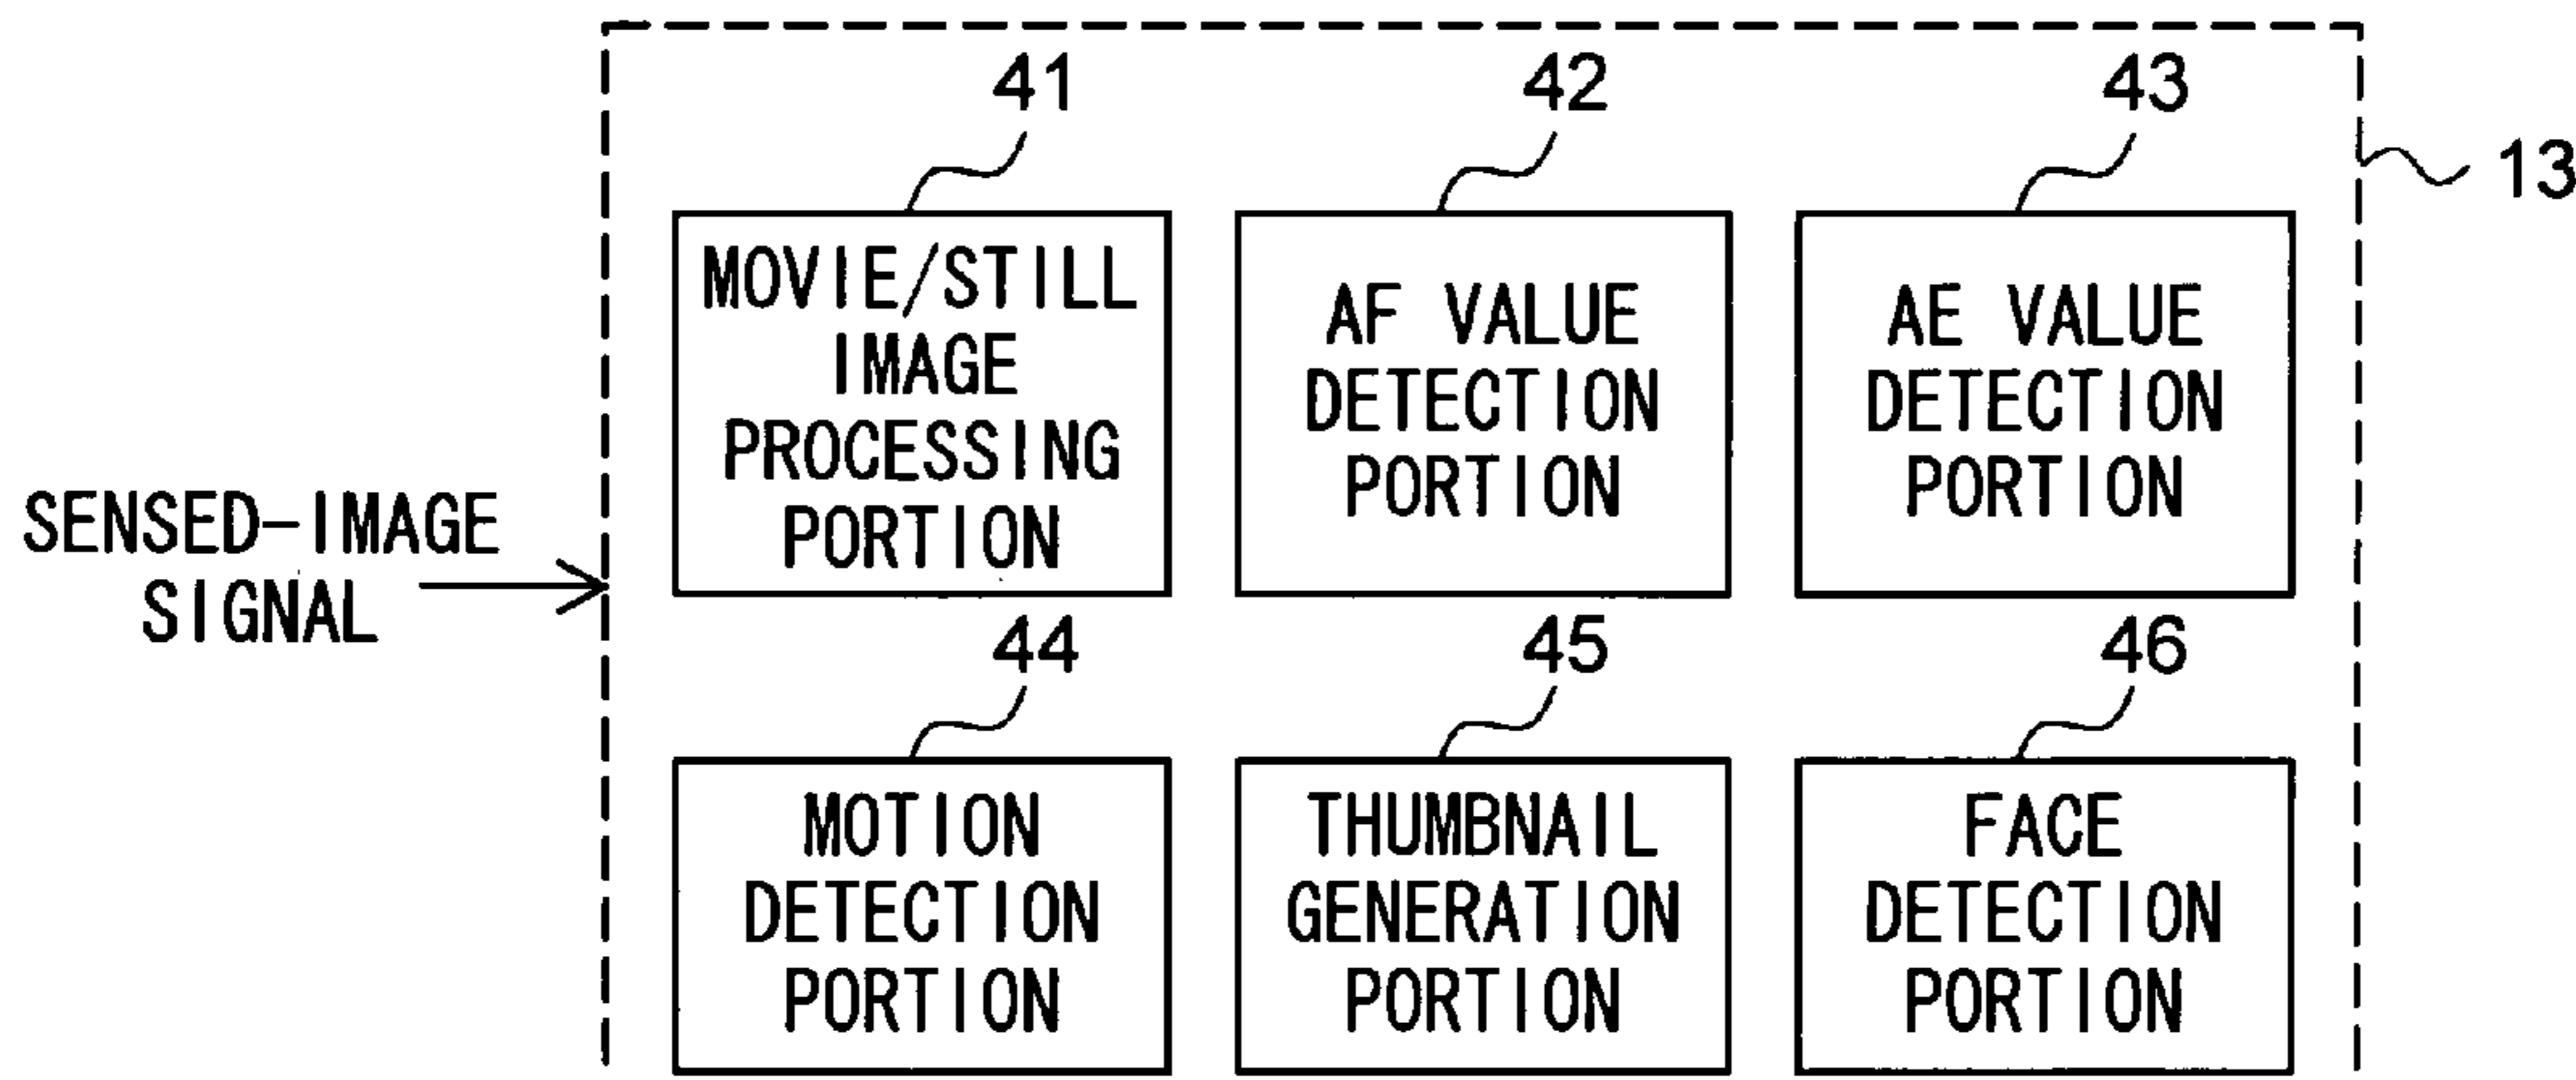 41
42
43
13
MOVIE/STILL
IMAGE
PROCESSING
PORTION
AF VALUE
DETECTION
PORTION
AE VALUE
DETECTION
PORTION
SENSED-IMAGE
SIGNAL
44
45
46
MOTION
DETECTION
PORTION
THUMBNAIL
GENERATION
PORTION
FACE
DETECTION
PORTION